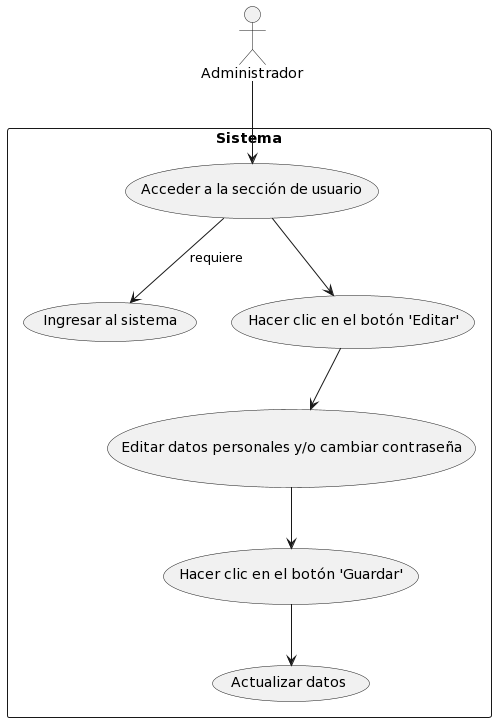 Administrador
Sistema
Acceder a la sección de usuario
requiere
Ingresar al sistema
Hacer clic en el botón 'Editar'
Editar datos personales y/o cambiar contraseña
Hacer clic en el botón 'Guardar'
Actualizar datos